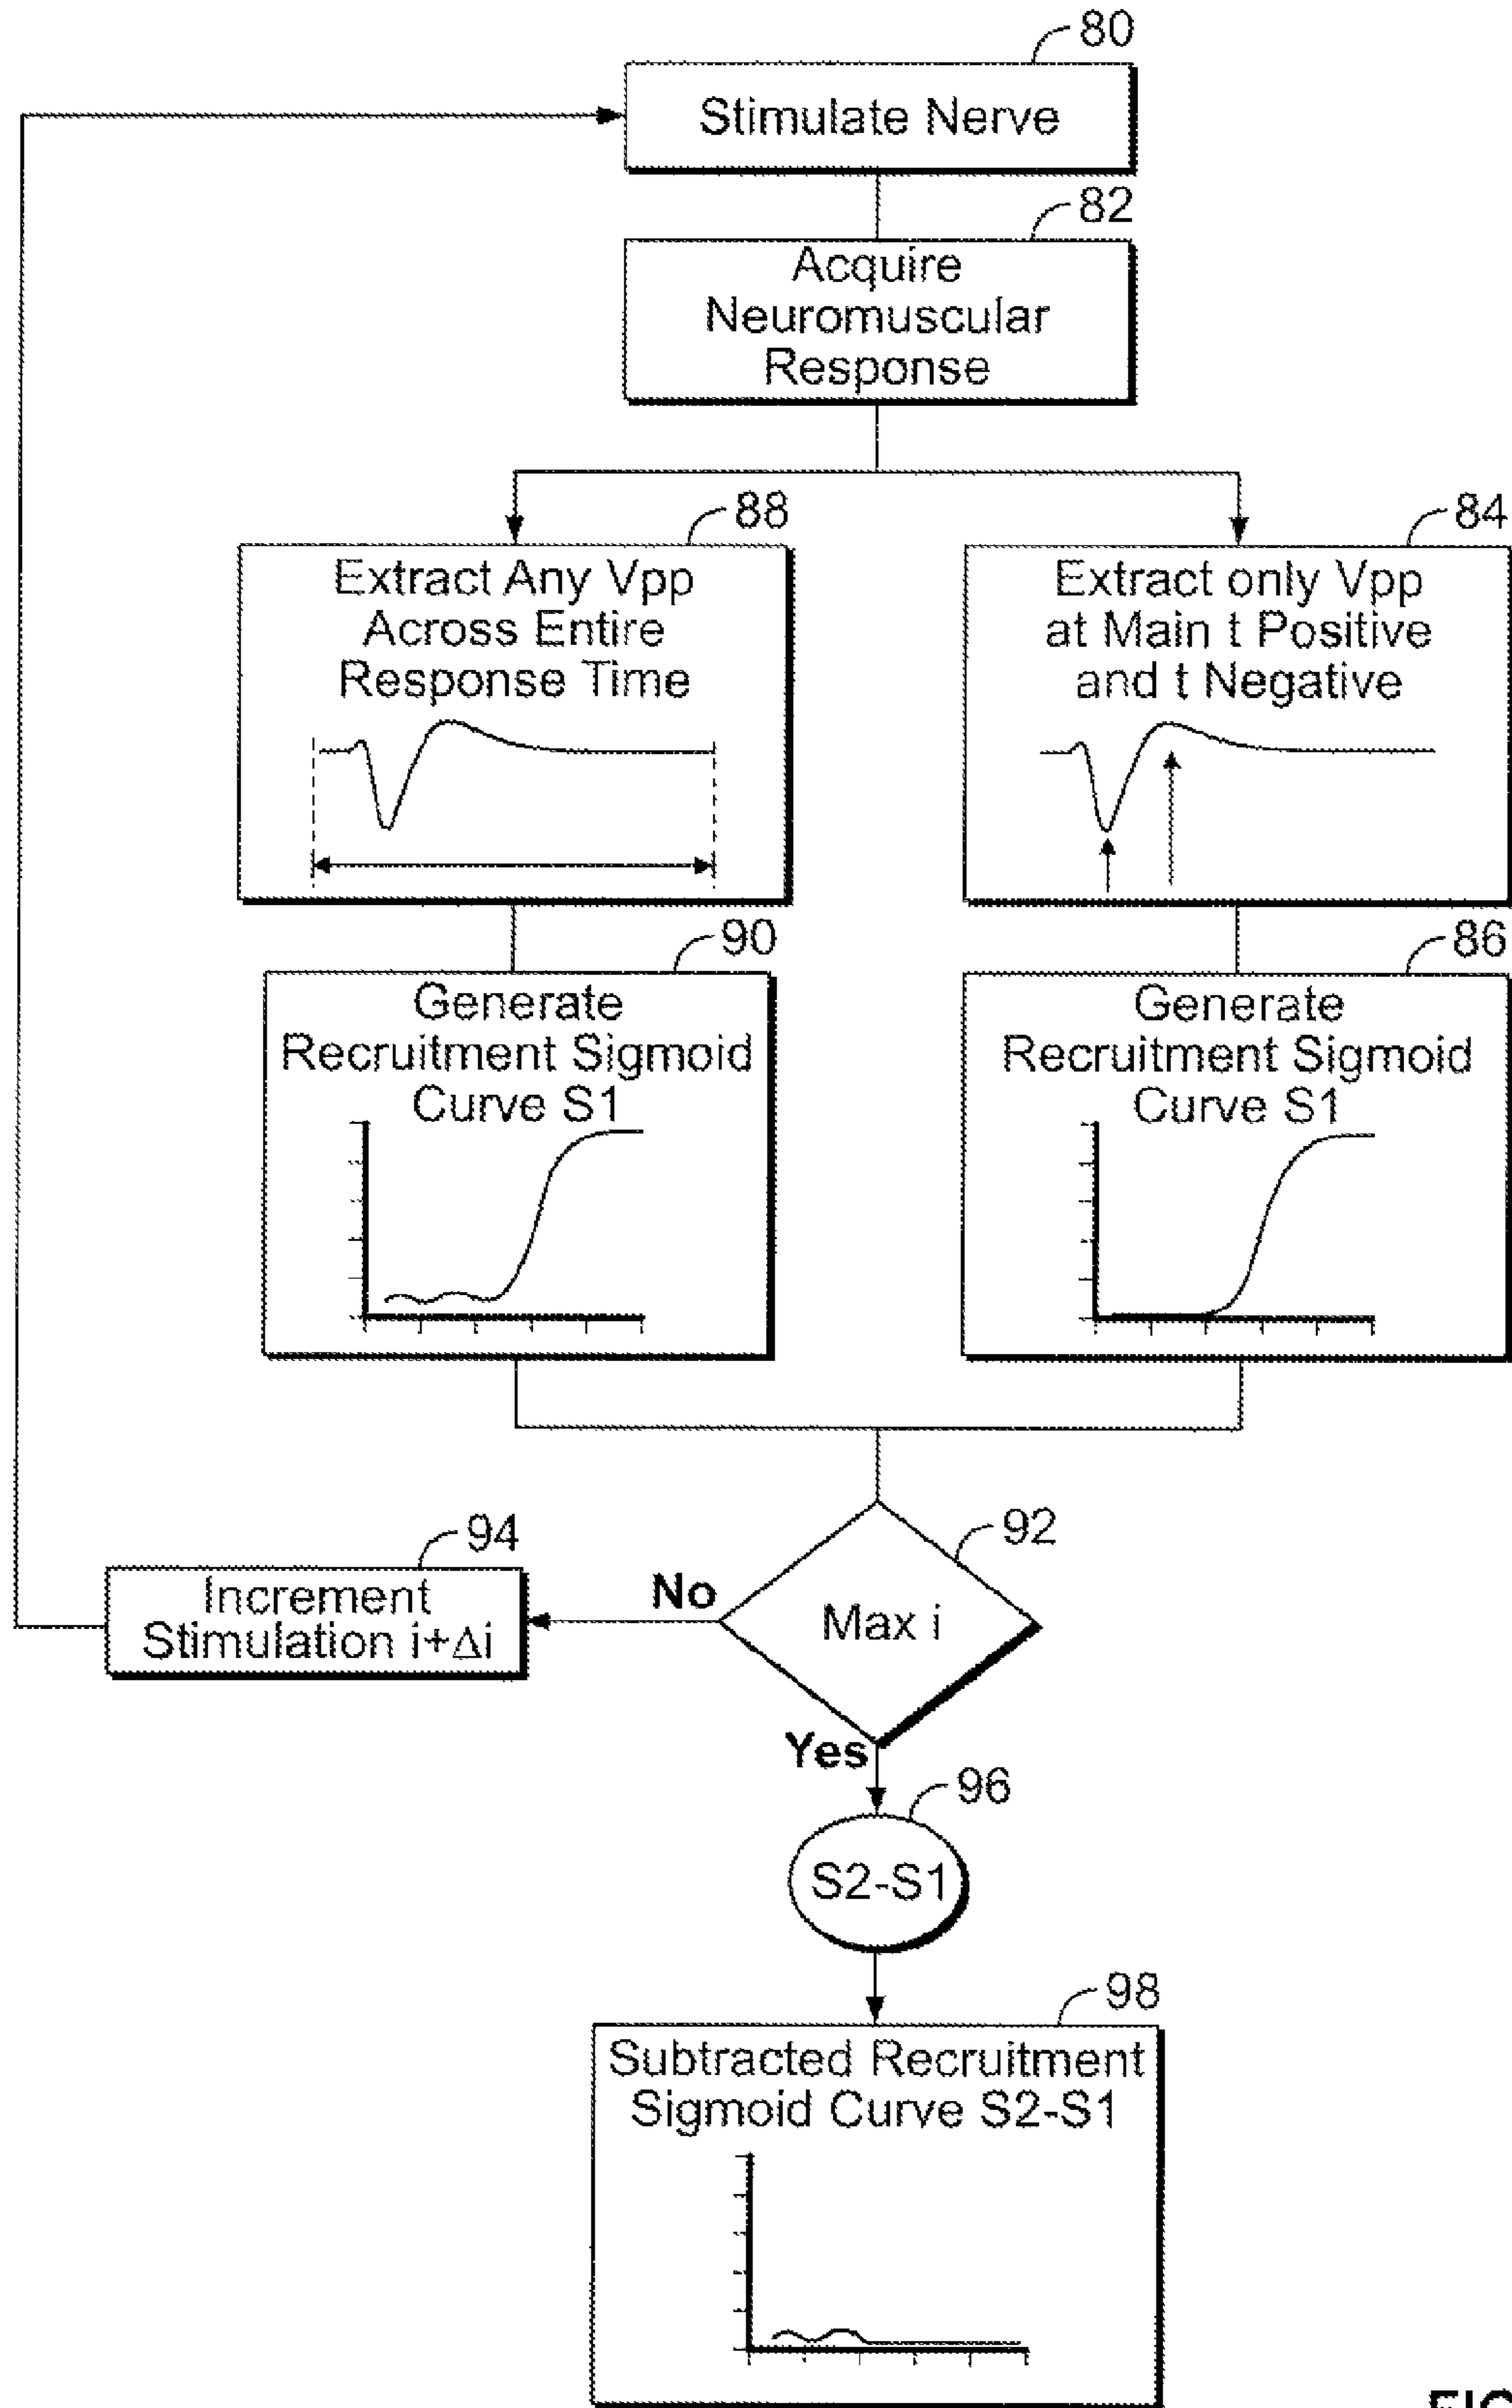 80
Stimulate Nerve
82
Acquire
Neuromuscular
Response
88
Extract Any Vpp
Across Entire
Response Time
84
Extract only Vpp
at Main t Positive
and t Negative
90
Generate
Recruitment Sigmoid
Curve S1
86
Generate
Recruitment Sigmoid
Curve S1
92
Max i
No
94
Increment
Stimulation i+Δi
Yes
96
S2-S1
98
Subtracted Recruitment
Sigmoid Curve S2-S1